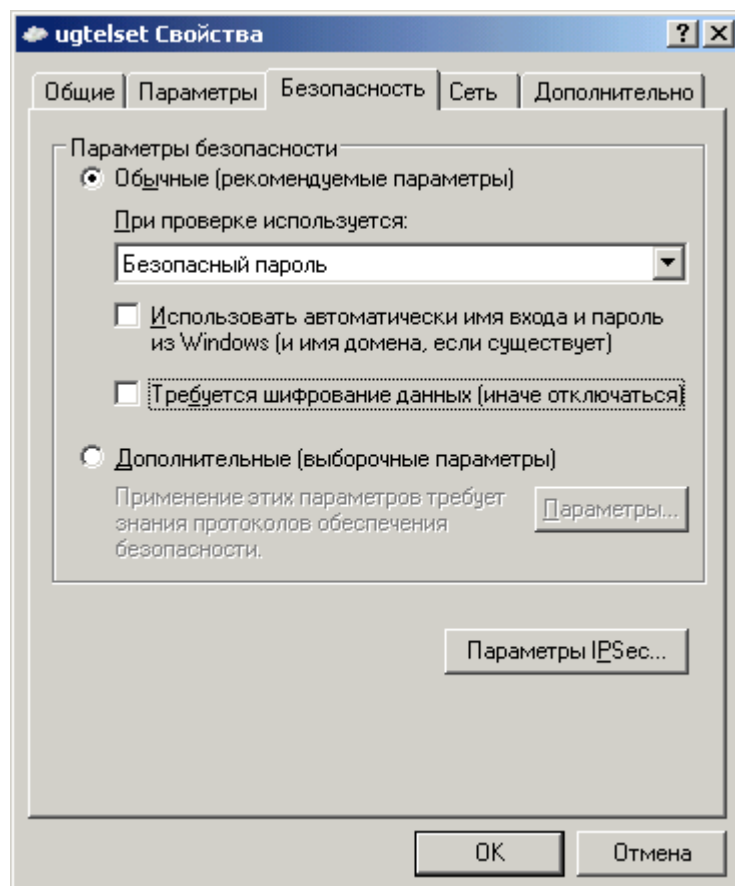 ugtelset Свойства
Общие Параметры Безопасность Сеть Дополнительно
Параметры безопасности
Обычные (рекомендуемые параметры)
При проверке используется:
Безопасный пароль
Использовать автоматически имя входа и пароль
из Windows (и имя домена, если существует)
Требуется шифрование данных (иначе отключаться)
Дополнительные (выборочные параметры)
Применение этих параметров требует
знания протоколов обеспечения
безопасности.
Параметры...
Параметры IPSec...
OK Отмена